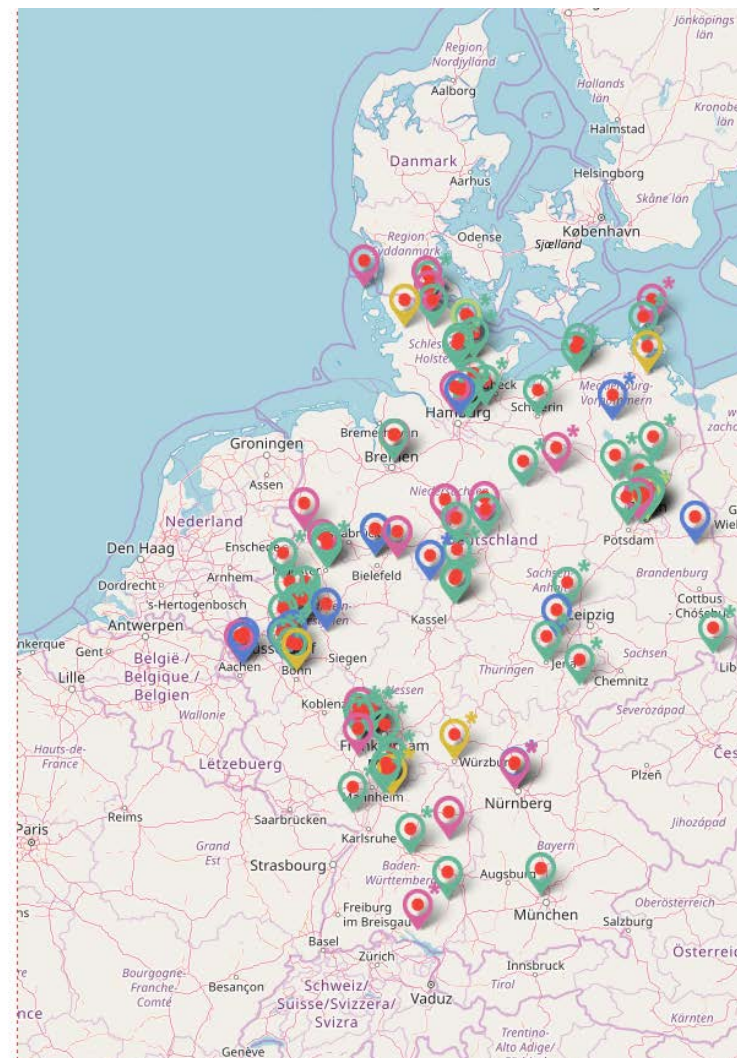 Jönköpings
län
Region
Nordjylland
Aalborg
Hallands
län
Kronobe
län
Halmstad
Danmark
Aarhus
Helsingborg
Skåne län
København
Odense
Sjælland
Region
*
Schles
Holste
Hamburg
Schwerin
Mecklenburg-
Vorpommern
Bremerhaven
Bremen
Groningen
Assen
Niedersachsen
Nederland
Den Haag
Enschede
Potsdam
Dordrecht
Arnhem
Bielefeld
Brandenburg
's-Hertogenbosch
Cottbus
Kassel
Leipzig
Antwerpen
Gent
Lille
België /
Belgique /
Belgien
Aachen
Bonn
Siegen
Thüringen
Jena
Sachsen
Chemnitz
Koblenz
Hessen
Wallonie
Severozápad
Hauts-de-
France
Lëtzebuerg
Würzburg
Plzeň
Mannheim
Nürnberg
Reims
Saarbrücken
Jihozápad
Paris
Karlsruhe
Grand
Est
Strasbourg
Bayern
Baden-
Württemberg
Augsburg
Oberösterreich
München
Freiburg
im Breisgau
Salzburg
Basel
Zürich
Innsbruck
Österreic
Besançon
Bourgogne-
Franche-
Comté
Schweiz/
Suisse/Svizzera/
Svizra
Vaduz
Tirol
Kärnten
Trentino-
Alto Adige/
Genève